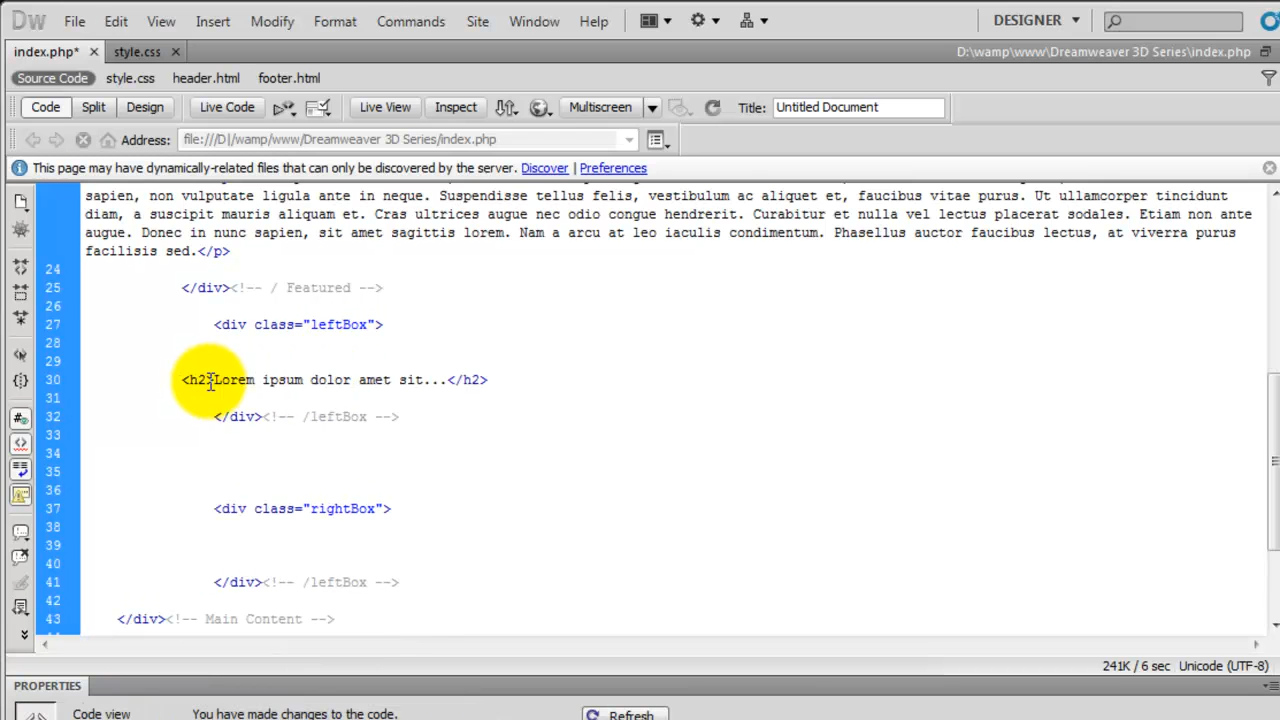 Dw File Edit View Insert Modify Format Commands Site Window Help DESIGNER
index.php* × style.css × D:\wamp\www\Dreamweaver 3D Series\index.php
Source Code style.css header.html footer.html
Code Split Design Live Code Live View Inspect Multiscreen Title: Untitled Document
Address: file:///D|/wamp/www/Dreamweaver 3D Series/index.php
This page may have dynamically-related files that can only be discovered by the server. Discover | Preferences
sapien, non vulputate ligula ante in neque. Suspendisse tellus felis, vestibulum ac aliquet et, faucibus vitae purus. Ut ullamcorper tincidunt
diam, a suscipit mauris aliquam et. Cras ultrices augue nec odio congue hendrerit. Curabitur et nulla vel lectus placerat sodales. Etiam non ante
augue. Donec in nunc sapien, sit amet sagittis lorem. Nam a arcu at leo iaculis condimentum. Phasellus auctor faucibus lectus, at viverra purus
facilisis sed.</p>
24
25 </div><!-- / Featured -->
26
27 <div class="leftBox">
28
29
30 <h2>Lorem ipsum dolor amet sit...</h2>
31
32 </div><!-- /leftBox -->
33
34
35
36
37 <div class="rightBox">
38
39
40
41 </div><!-- /leftBox -->
42
43 </div><!-- Main Content -->
241K / 6 sec Unicode (UTF-8)
PROPERTIES
Code view You have made changes to the code. Refresh